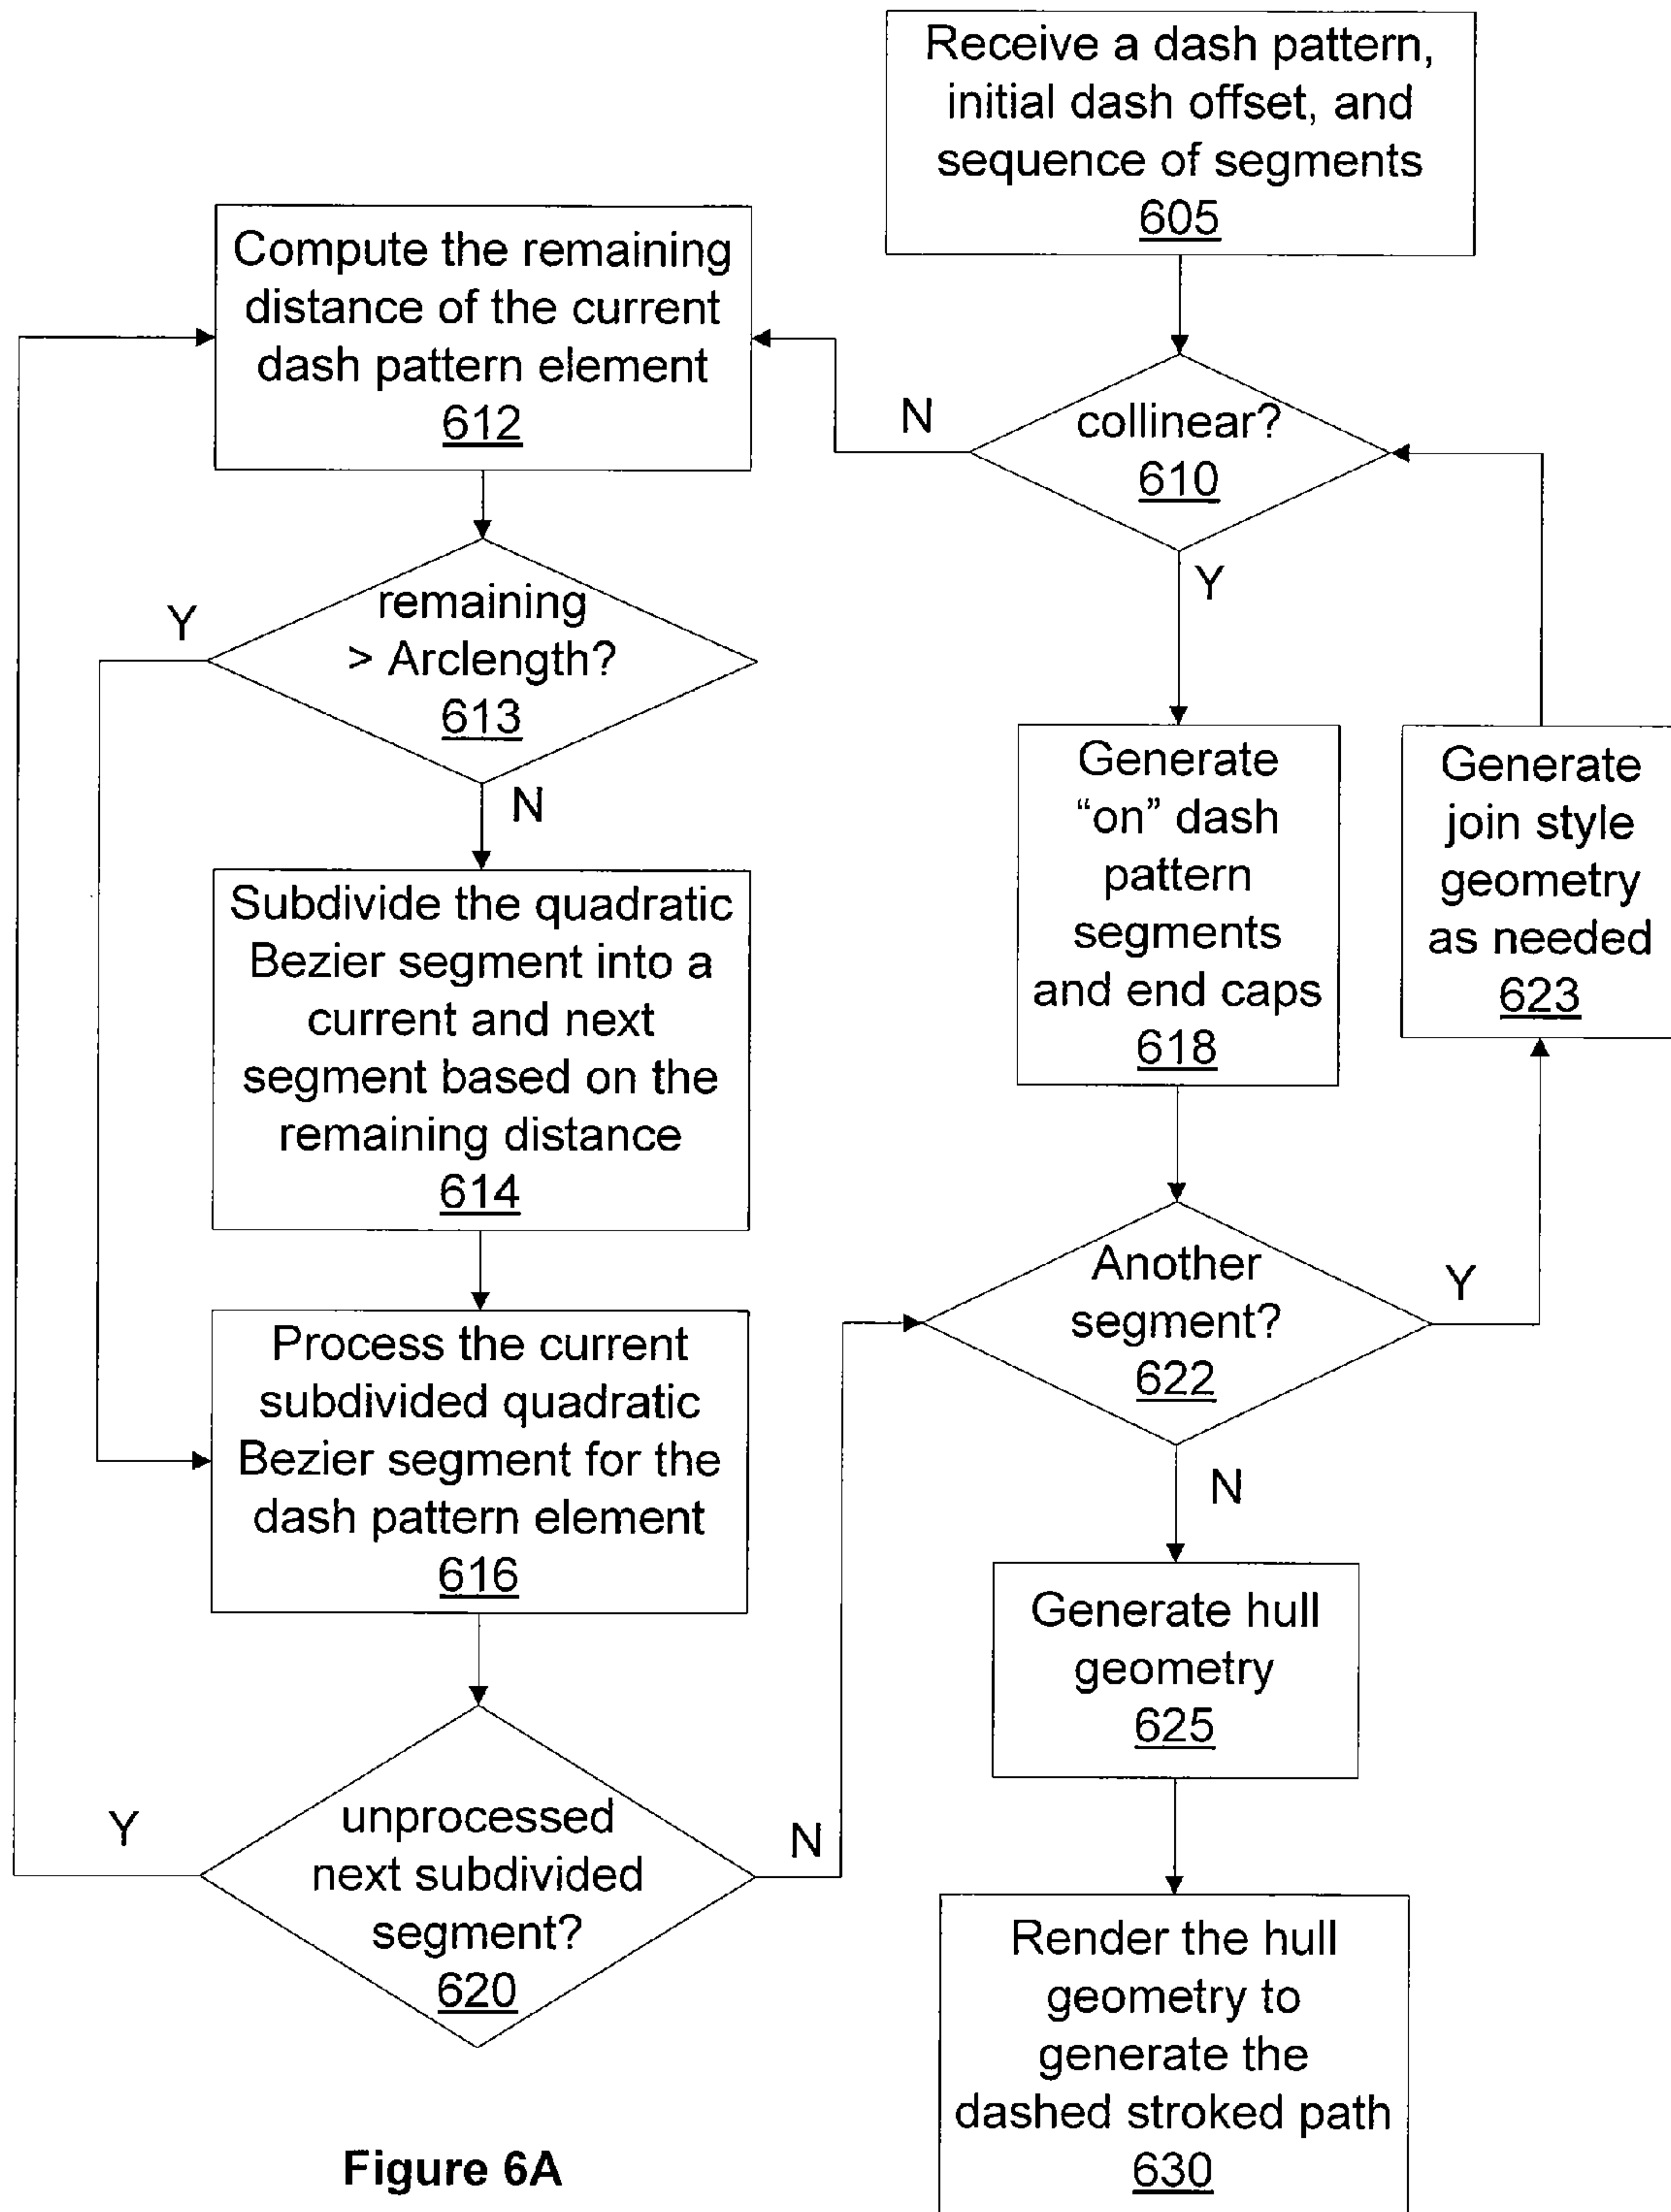 Receive a dash pattern,
initial dash offset, and
sequence of segments
605
Compute the remaining
distance of the current
dash pattern element
612
N
collinear?
610
Y
remaining
> Arclength?
613
Y
N
Generate
“on” dash
pattern
segments
and end caps
618
Generate
join style
geometry
as needed
623
Subdivide the quadratic
Bezier segment into a
current and next
segment based on the
remaining distance
614
Another
segment?
622
Y
N
Process the current
subdivided quadratic
Bezier segment for the
dash pattern element
616
Generate hull
geometry
625
unprocessed
next subdivided
segment?
620
Y
N
Render the hull
geometry to
generate the
dashed stroked path
630
Figure 6A